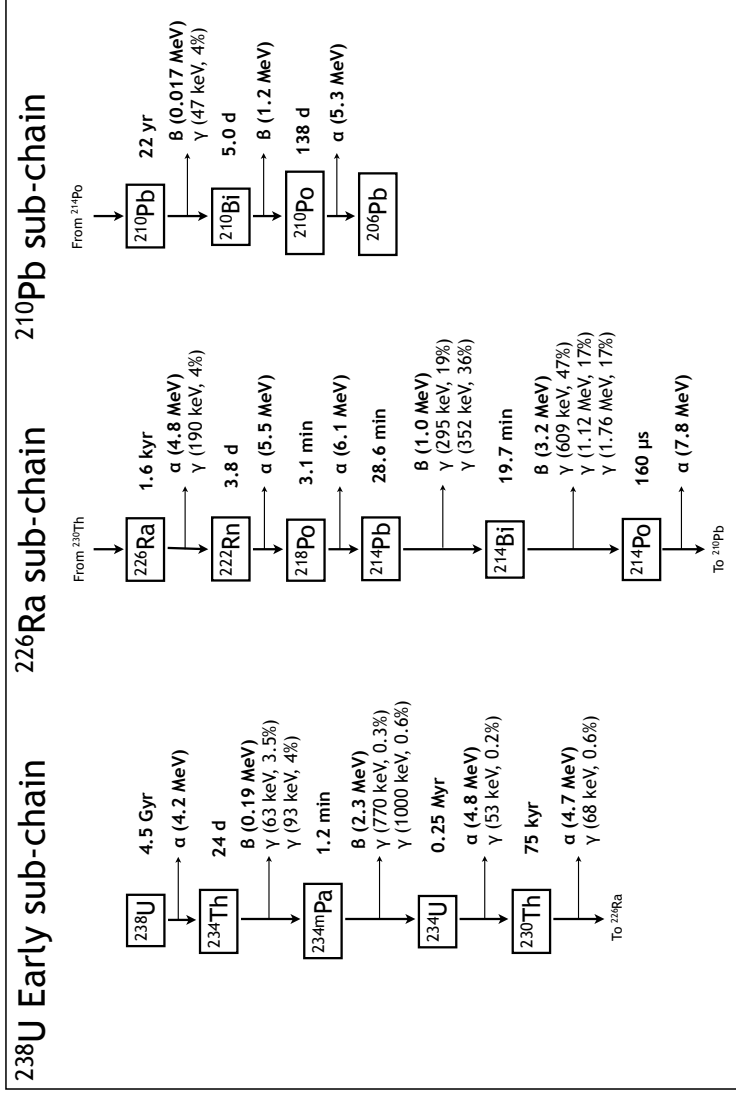 ²³⁸U Early sub-chain
²³⁸U
4.5 Gyr
α (4.2 MeV)
²³⁴Th
24 d
β (0.19 MeV)
γ (63 keV, 3.5%)
γ (93 keV, 4%)
²³⁴ᵐPa
1.2 min
β (2.3 MeV)
γ (770 keV, 0.3%)
γ (1000 keV, 0.6%)
²³⁴U
0.25 Myr
α (4.8 MeV)
γ (53 keV, 0.2%)
²³⁰Th
75 kyr
α (4.7 MeV)
γ (68 keV, 0.6%)
To ²²⁶Ra
²²⁶Ra sub-chain
From ²³⁰Th
²²⁶Ra
1.6 kyr
α (4.8 MeV)
γ (190 keV, 4%)
²²²Rn
3.8 d
α (5.5 MeV)
²¹⁸Po
3.1 min
α (6.1 MeV)
²¹⁴Pb
28.6 min
β (1.0 MeV)
γ (295 keV, 19%)
γ (352 keV, 36%)
²¹⁴Bi
19.7 min
β (3.2 MeV)
γ (609 keV, 47%)
γ (1.12 MeV, 17%)
γ (1.76 MeV, 17%)
²¹⁴Po
160 µs
α (7.8 MeV)
To ²¹⁰Pb
²¹⁰Pb sub-chain
From ²¹⁴Po
²¹⁰Pb
22 yr
β (0.017 MeV)
γ (47 keV, 4%)
²¹⁰Bi
5.0 d
β (1.2 MeV)
²¹⁰Po
138 d
α (5.3 MeV)
²⁰⁶Pb